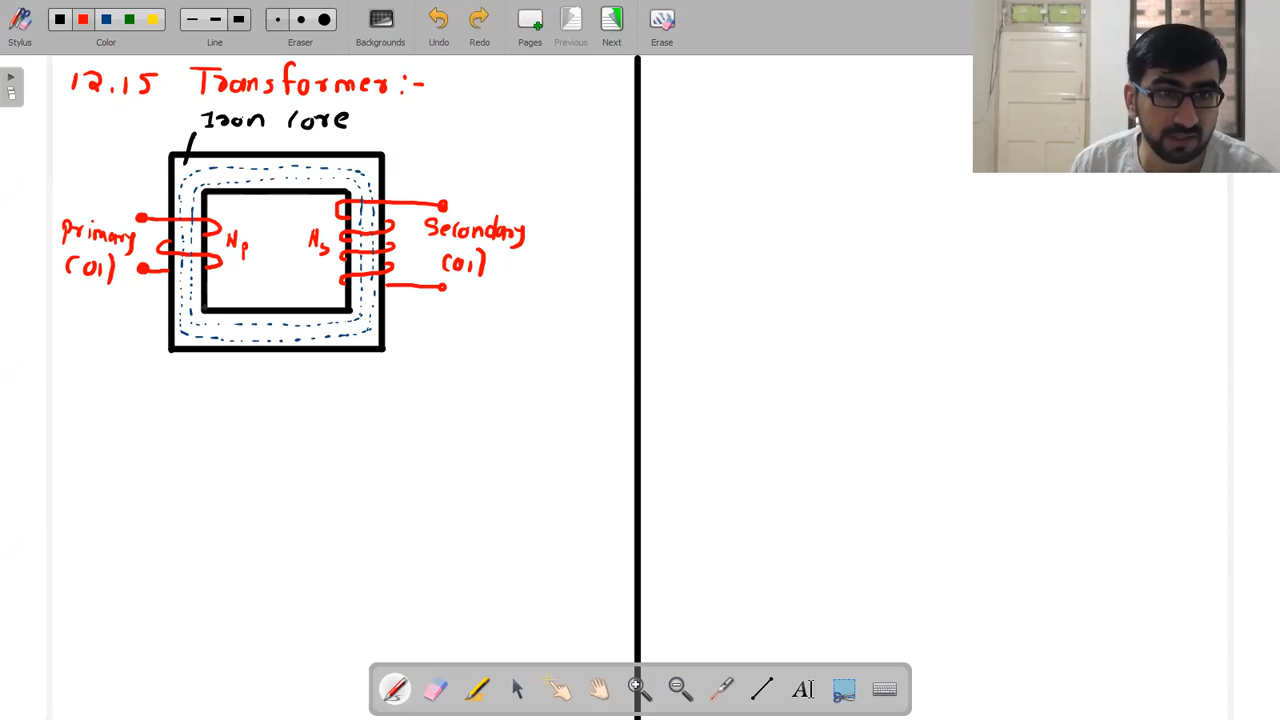 Stylus
Color
Line
Eraser
Backgrounds
Undo
Redo
Pages
Previous
Next
Erase
12.15 Transformer:-
Iron Core
Primary
Coil
Np
Ns
Secondary
Coil
AI